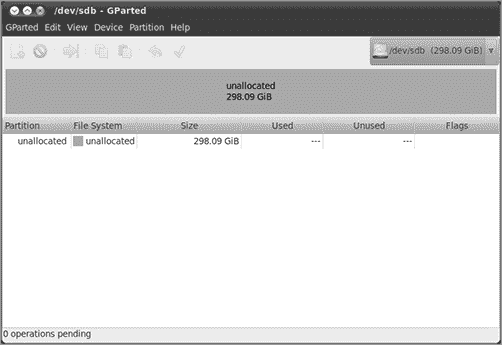 /dev/sdb - GParted
GParted Edit View Device Partition Help
/dev/sdb (298.09 GiB)
unallocated
298.09 GiB
Partition File System Size Used Unused Flags
unallocated unallocated 298.09 GiB --- ---
0 operations pending